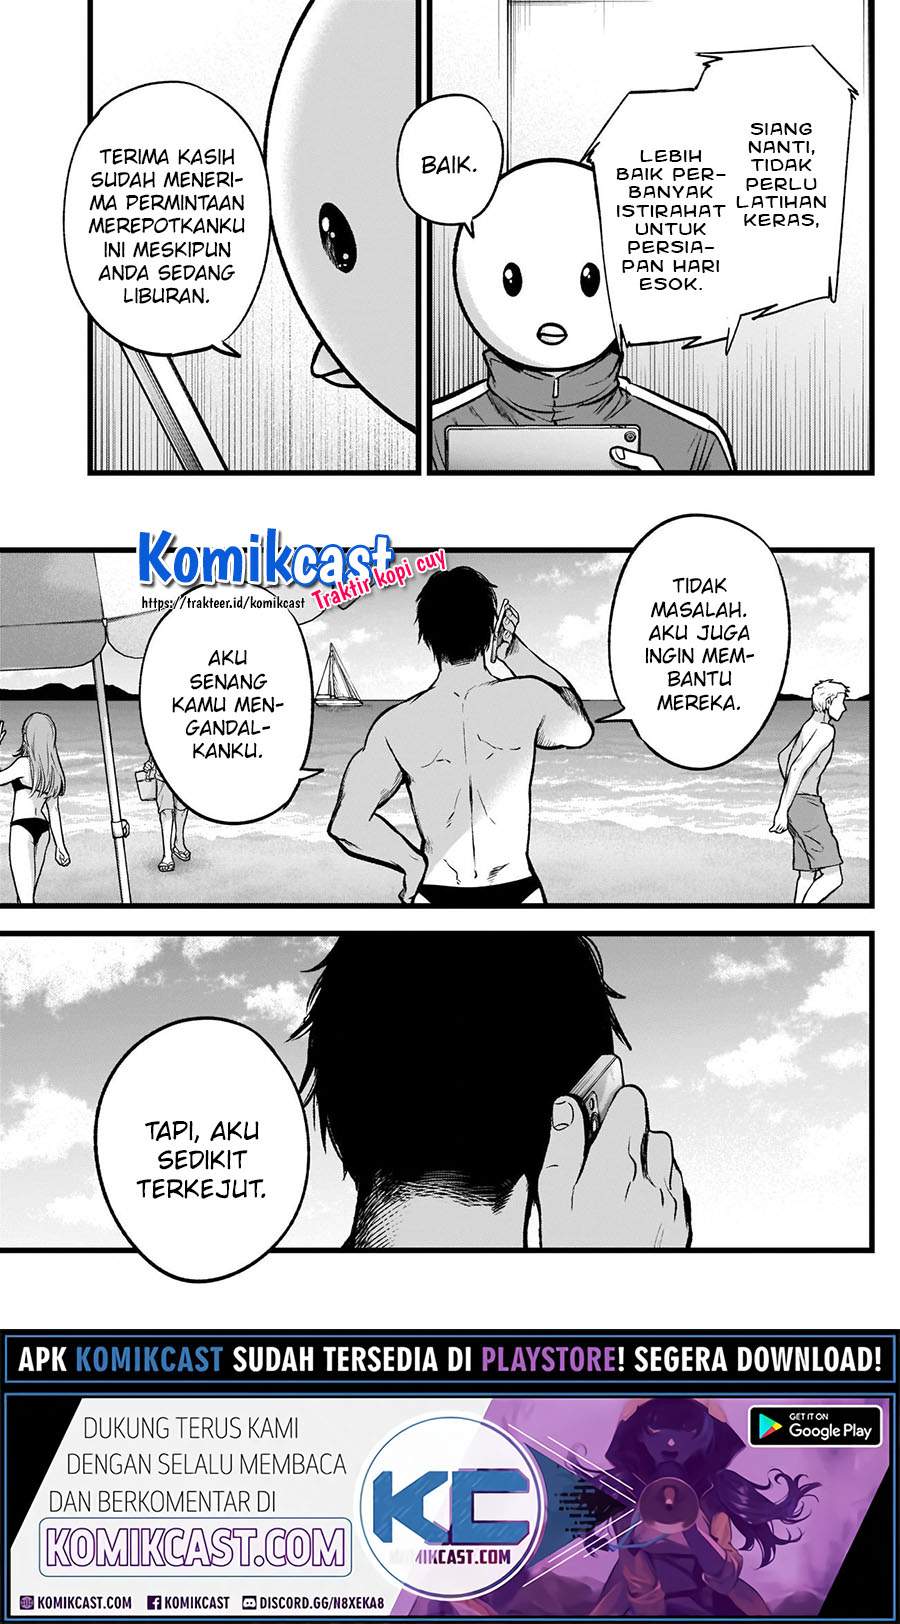 SIANG
NANTI,
TIDAK
PERLU
LATIHAN
KERAS,
LEBIH
BAIK PER-
BANYAK
ISTIRAHAT
UNTUK
PERSIA-
PAN HARI
ESOK.
BAIK.
TERIMA KASIH
SUDAH MENERI-
MA PERMINTAAN
MEREPOTKANKU
INI MESKIPUN
ANDA SEDANG
LIBURAN.
TIDAK
MASALAH.
AKU JUGA
INGIN MEM-
BANTU
MEREKA.
Komikcast
https://trakteer.id/komikcast
Traktir kopi cuy
AKU
SENANG
KAMU MEN-
GANDAL-
KANKU.
TAPI, AKU
SEDIKIT
TERKEJUT.
APK KOMIKCAST SUDAH TERSEDIA DI PLAYSTORE! SEGERA DOWNLOAD!
DUKUNG TERUS KAMI
DENGAN SELALU MEMBACA
DAN BERKOMENTAR DI
KOMIKCAST.COM
KC
KOMIKCAST.COM
GET IT ON
Google Play
KOMIKCAST.COM
KOMIKCAST
DISCORD.GG/N8XEKA8